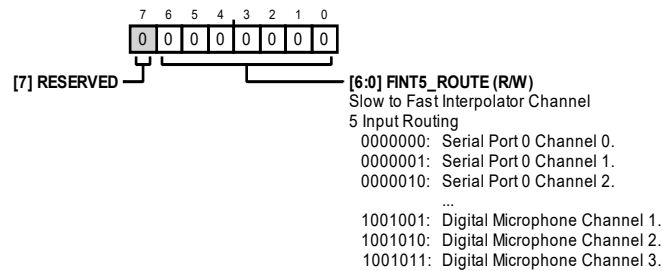 7 6 5 4 3 2 1 0
0 0 0 0 0 0 0 0
[7] RESERVED
[6:0] FINT5_ROUTE (R/W)
Slow to Fast Interpolator Channel
5 Input Routing
0000000: Serial Port 0 Channel 0.
0000001: Serial Port 0 Channel 1.
0000010: Serial Port 0 Channel 2.
...
1001001: Digital Microphone Channel 1.
1001010: Digital Microphone Channel 2.
1001011: Digital Microphone Channel 3.